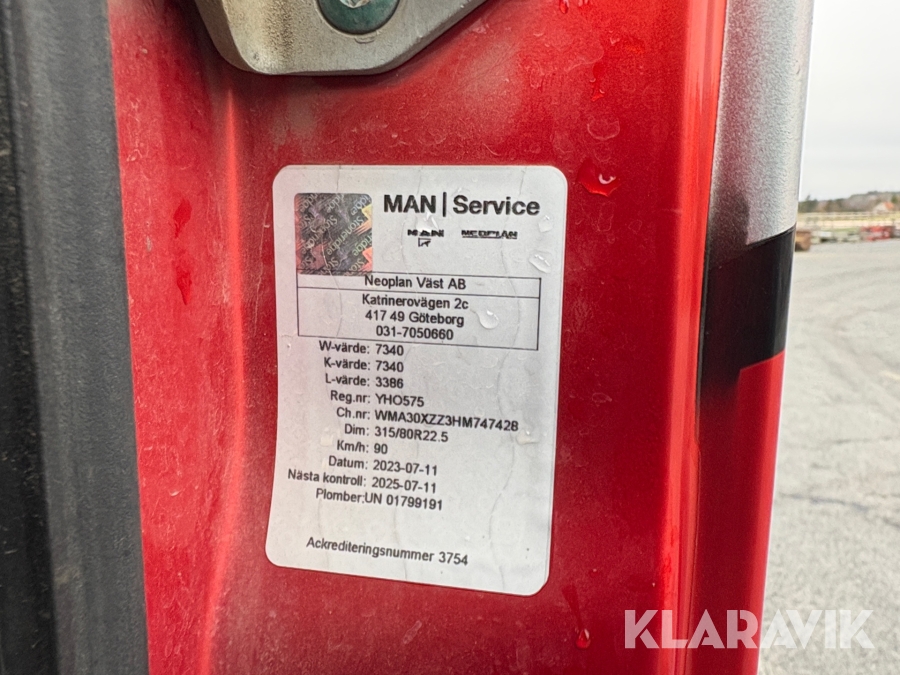 MAN | Service
MAN NEOPLAN
Neoplan Väst AB
Katrinerovägen 2c
417 49 Göteborg
031-7050660
W-värde: 7340
K-värde: 7340
L-värde: 3386
Reg.nr: YHO575
Ch.nr: WMA30XZZ3HM747428
Dim: 315/80R22.5
Km/h: 90
Datum: 2023-07-11
Nästa kontroll: 2025-07-11
Plomber:UN 01799191
Ackrediteringsnummer 3754
KLARAVIK